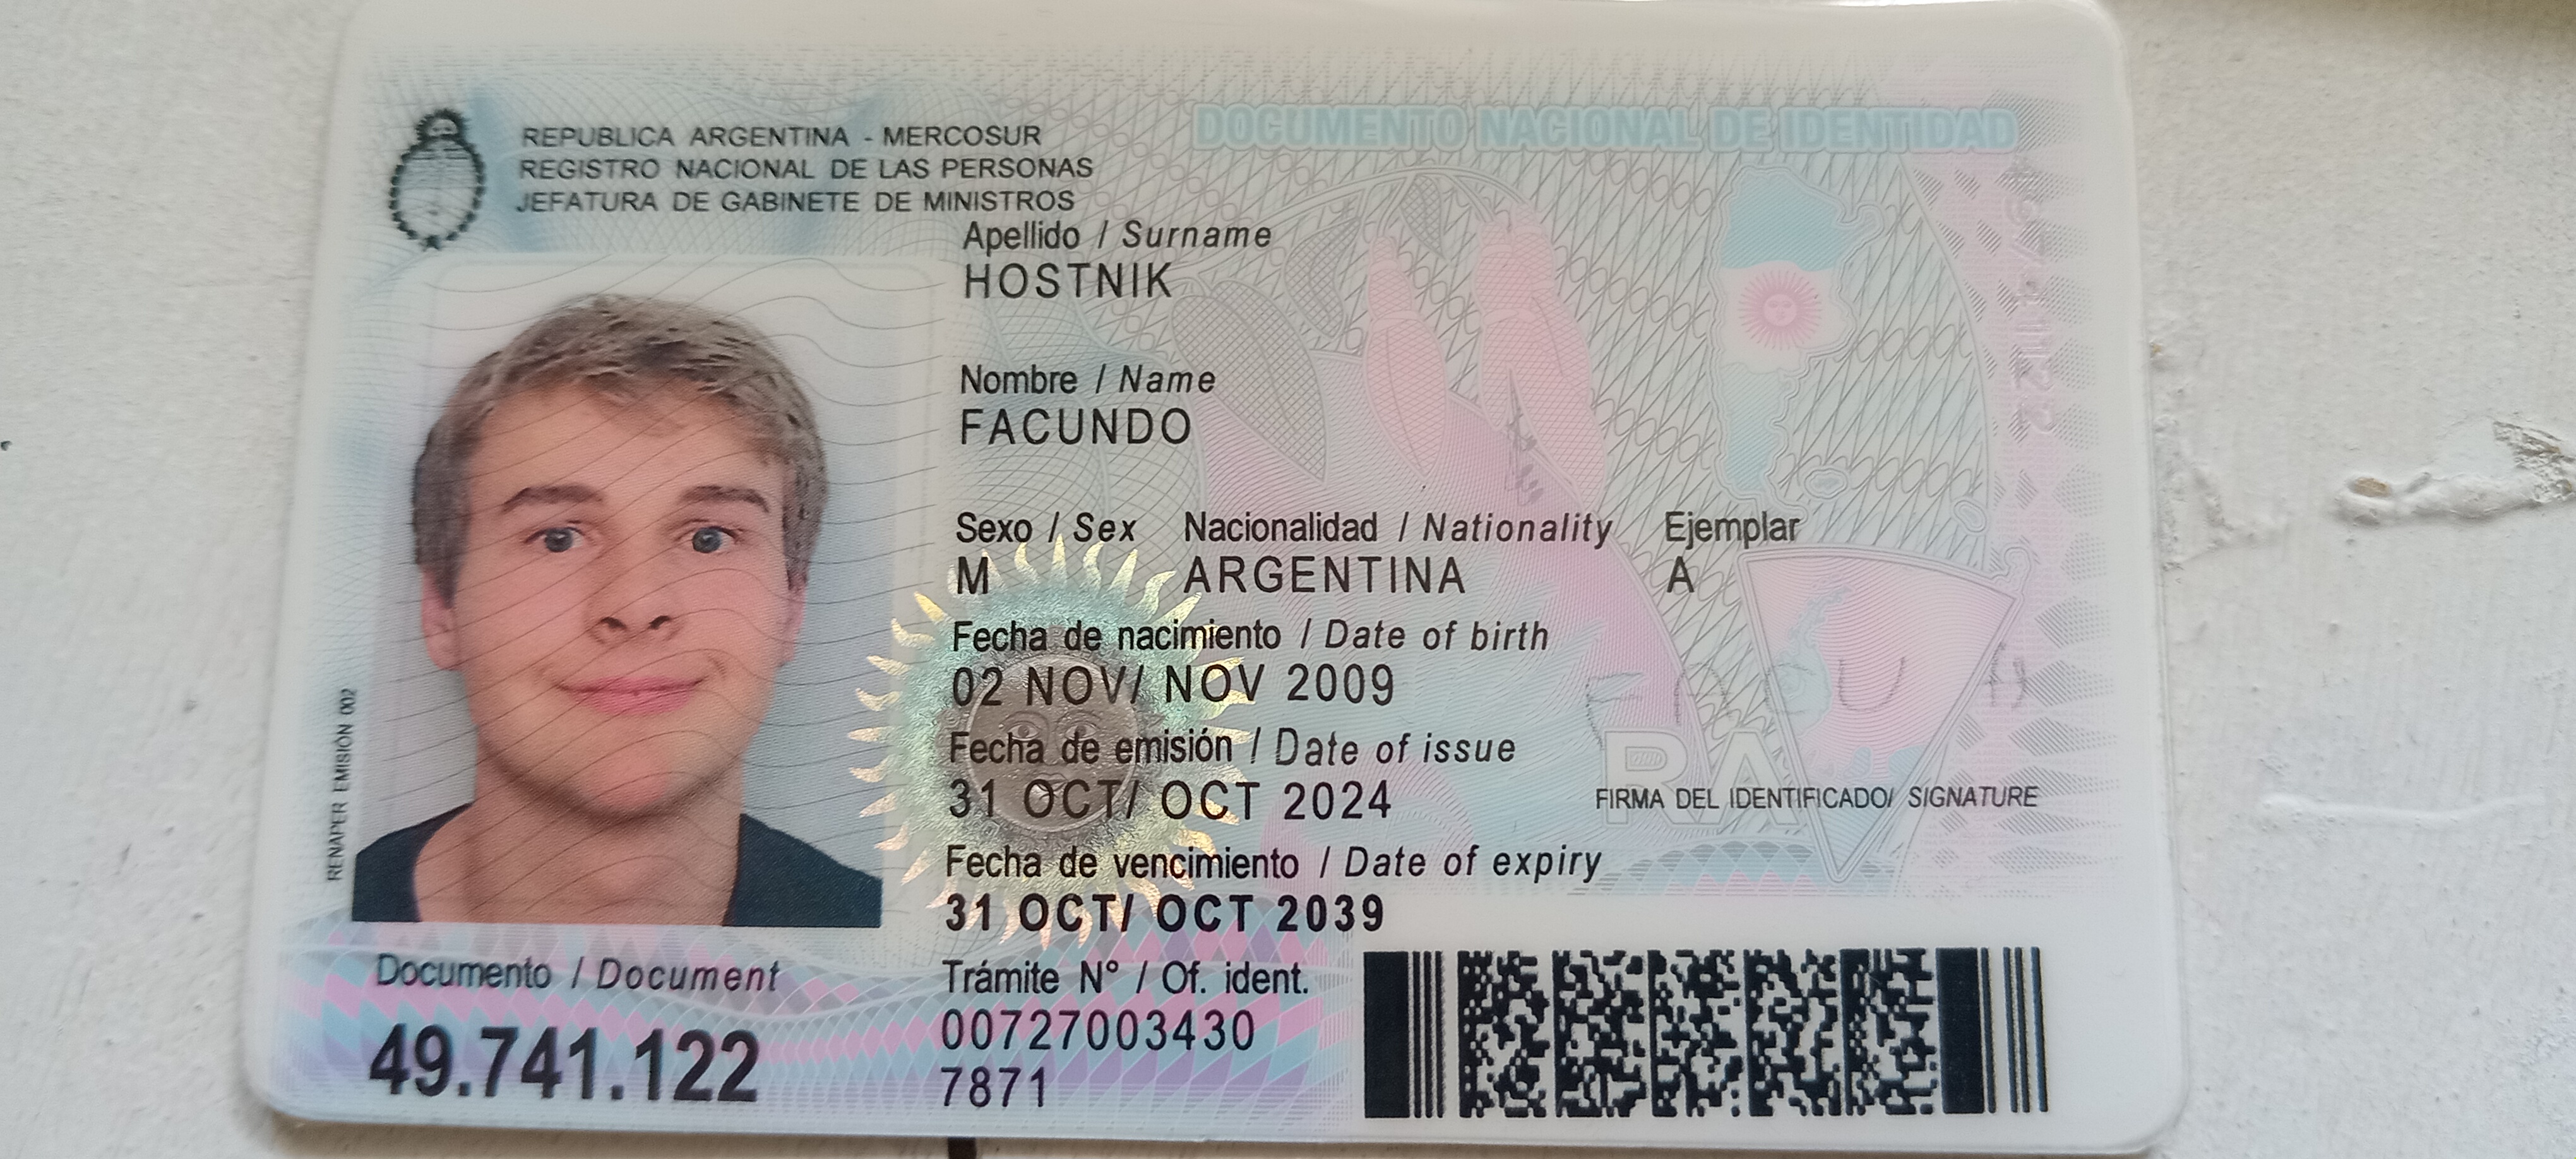 DOCUMENTO NACIONAL DE IDENTIDAD
REPUBLICA ARGENTINA - MERCOSUR
REGISTRO NACIONAL DE LAS PERSONAS
JEFATURA DE GABINETE DE MINISTROS
Apellido / Surname
HOSTNIK
Nombre / Name
FACUNDO
Sexo / Sex Nacionalidad / Nationality Ejemplar
M ARGENTINA A
Fecha de nacimiento / Date of birth
02 NOV/ NOV 2009
Fecha de emisión / Date of issue
31 OCT/ OCT 2024
RA
FIRMA DEL IDENTIFICADO/ SIGNATURE
Fecha de vencimiento / Date of expiry
31 OCT/ OCT 2039
RENAPER EMISIÓN 002
Documento / Document
49.741.122
Trámite N° / Of. ident.
00727003430
7871